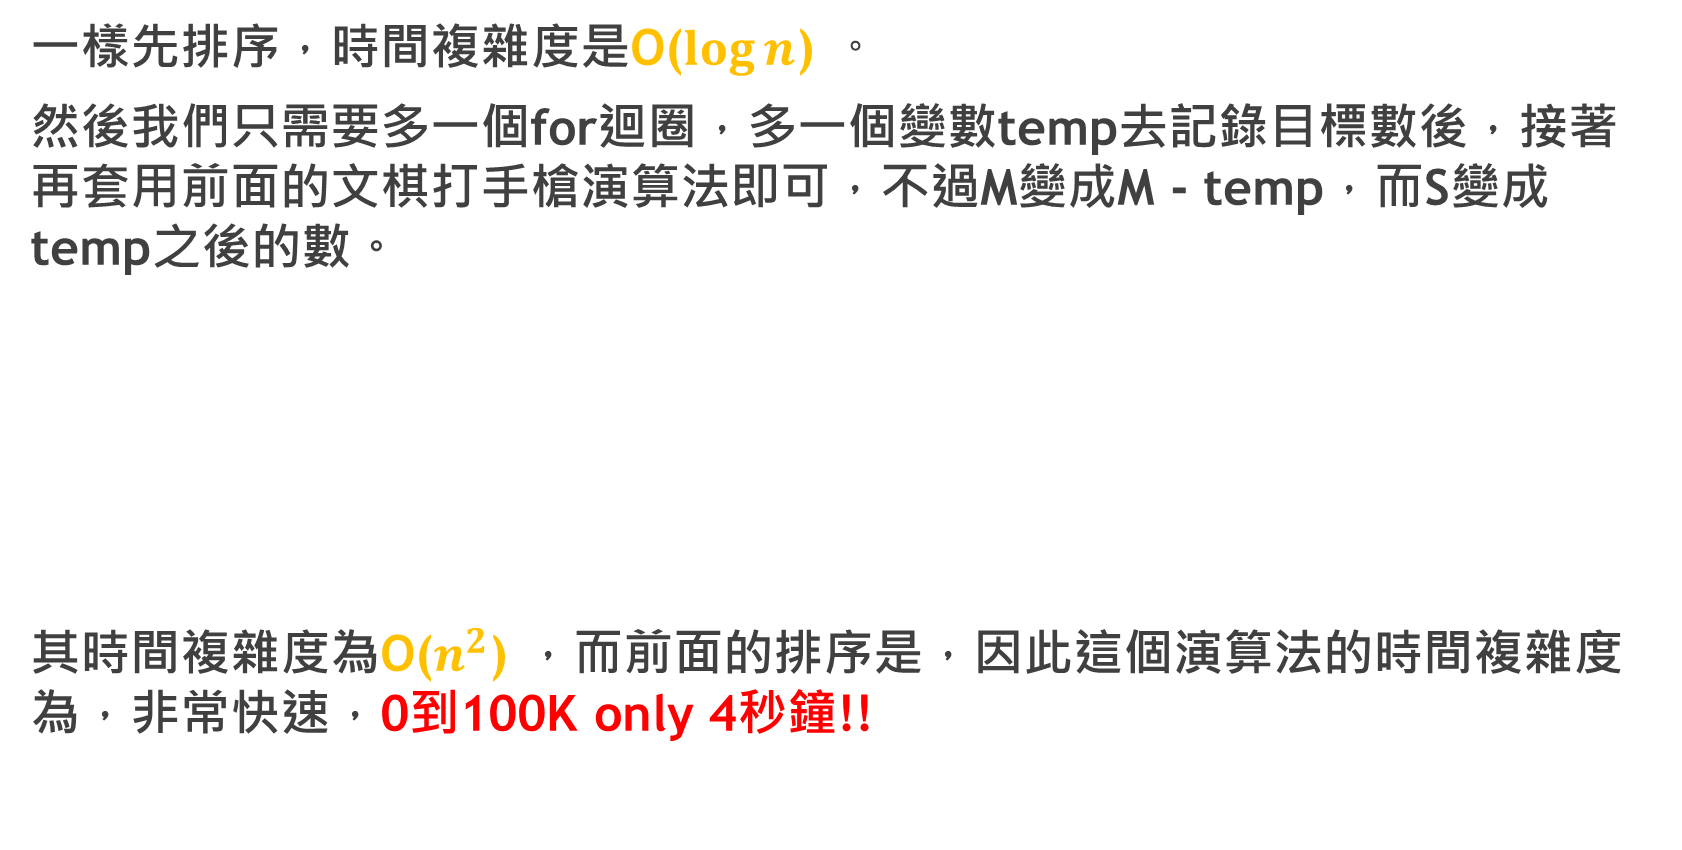 一樣先排序，時間複雜度是O(log n) 。
然後我們只需要多一個for迴圈，多一個變數temp去記錄目標數後，接著
再套用前面的文棋打手槍演算法即可，不過M變成M - temp，而S變成
temp之後的數。
其時間複雜度為O(n²) ，而前面的排序是，因此這個演算法的時間複雜度
為，非常快速，0到100K only 4秒鐘!!